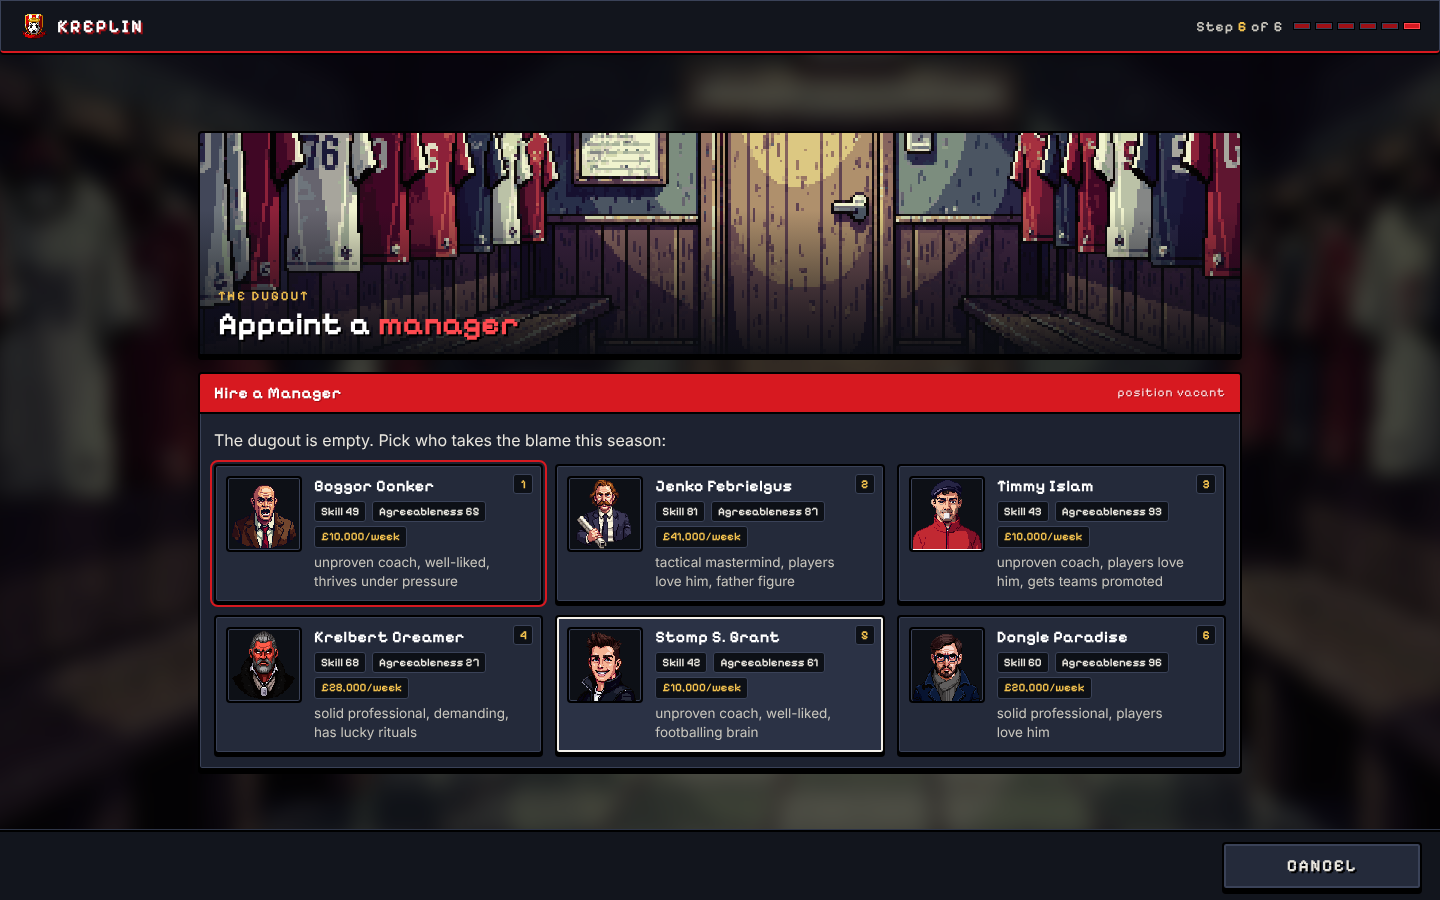 KREPLIN
Step 6 of 6
76
THE DUGOUT
Appoint a manager
Hire a Manager
position vacant
The dugout is empty. Pick who takes the blame this season:
Boggor Conker
1
Skill 49
Agreeableness 65
£10,000/week
unproven coach, well-liked,
thrives under pressure
Jenko Febrielgus
2
Skill 81
Agreeableness 87
£41,000/week
tactical mastermind, players
love him, father figure
Timmy Islam
3
Skill 43
Agreeableness 93
£10,000/week
unproven coach, players love
him, gets teams promoted
Krelbert Creamer
4
Skill 68
Agreeableness 27
£28,000/week
solid professional, demanding,
has lucky rituals
Stomp S. Grant
5
Skill 42
Agreeableness 61
£10,000/week
unproven coach, well-liked,
footballing brain
Dongle Paradise
6
Skill 60
Agreeableness 96
£20,000/week
solid professional, players
love him
CANCEL